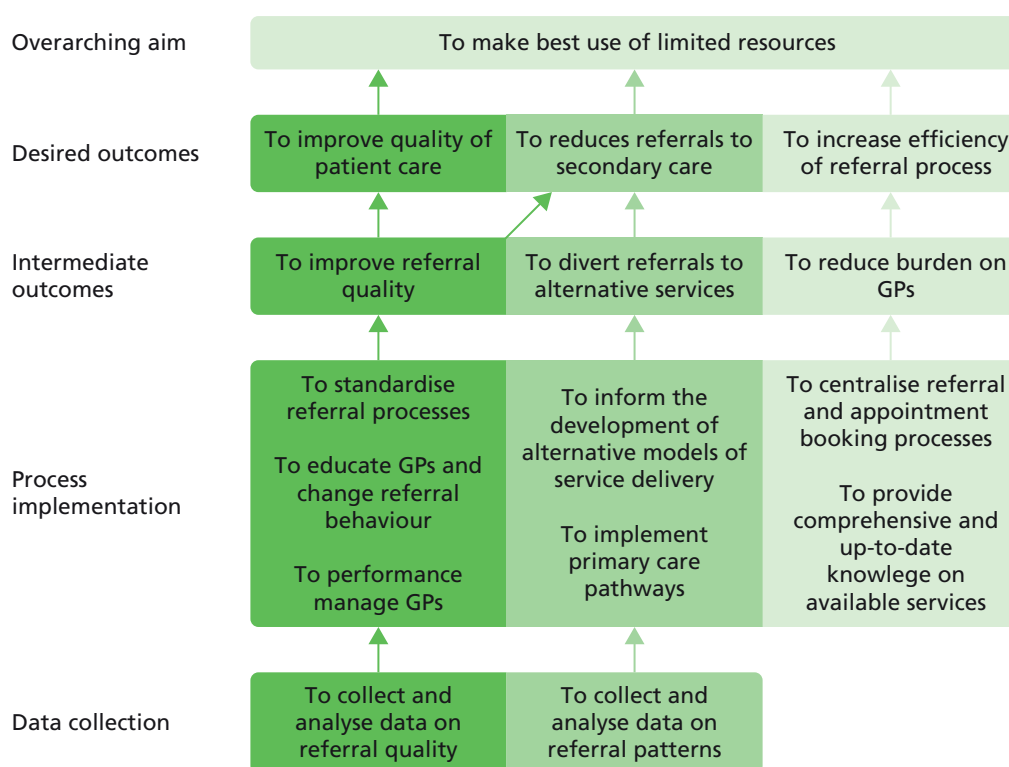 Overarching aim
To make best use of limited resources
Desired outcomes
To improve quality of
patient care
To reduces referrals to
secondary care
To increase efficiency
of referral process
Intermediate
outcomes
To improve referral
quality
To divert referrals to
alternative services
To reduce burden on
GPs
Process
implementation
To standardise
referral processes
To educate GPs and
change referral
behaviour
To performance
manage GPs
To inform the
development of
alternative models of
service delivery
To implement
primary care
pathways
To centralise referral
and appointment
booking processes
To provide
comprehensive and
up-to-date
knowlege on
available services
Data collection
To collect and
analyse data on
referral quality
To collect and
analyse data on
referral patterns